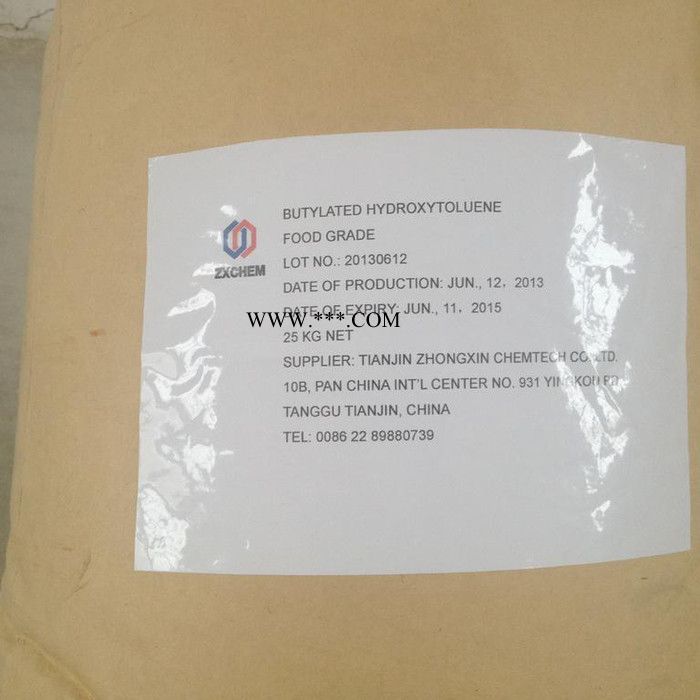 BUTYLATED HYDROXYTOLUENE
FOOD GRADE
ZXCHEM
LOT NO.: 20130612
DATE OF PRODUCTION: JUN., 12, 2013
DATE OF EXPIRY: JUN., 11, 2015
WWW.***.COM
25 KG NET
SUPPLIER: TIANJIN ZHONGXIN CHEMTECH CO., LTD.
10B, PAN CHINA INT'L CENTER NO. 931 YINGKOU RD
TANGGU TIANJIN, CHINA
TEL: 0086 22 89880739